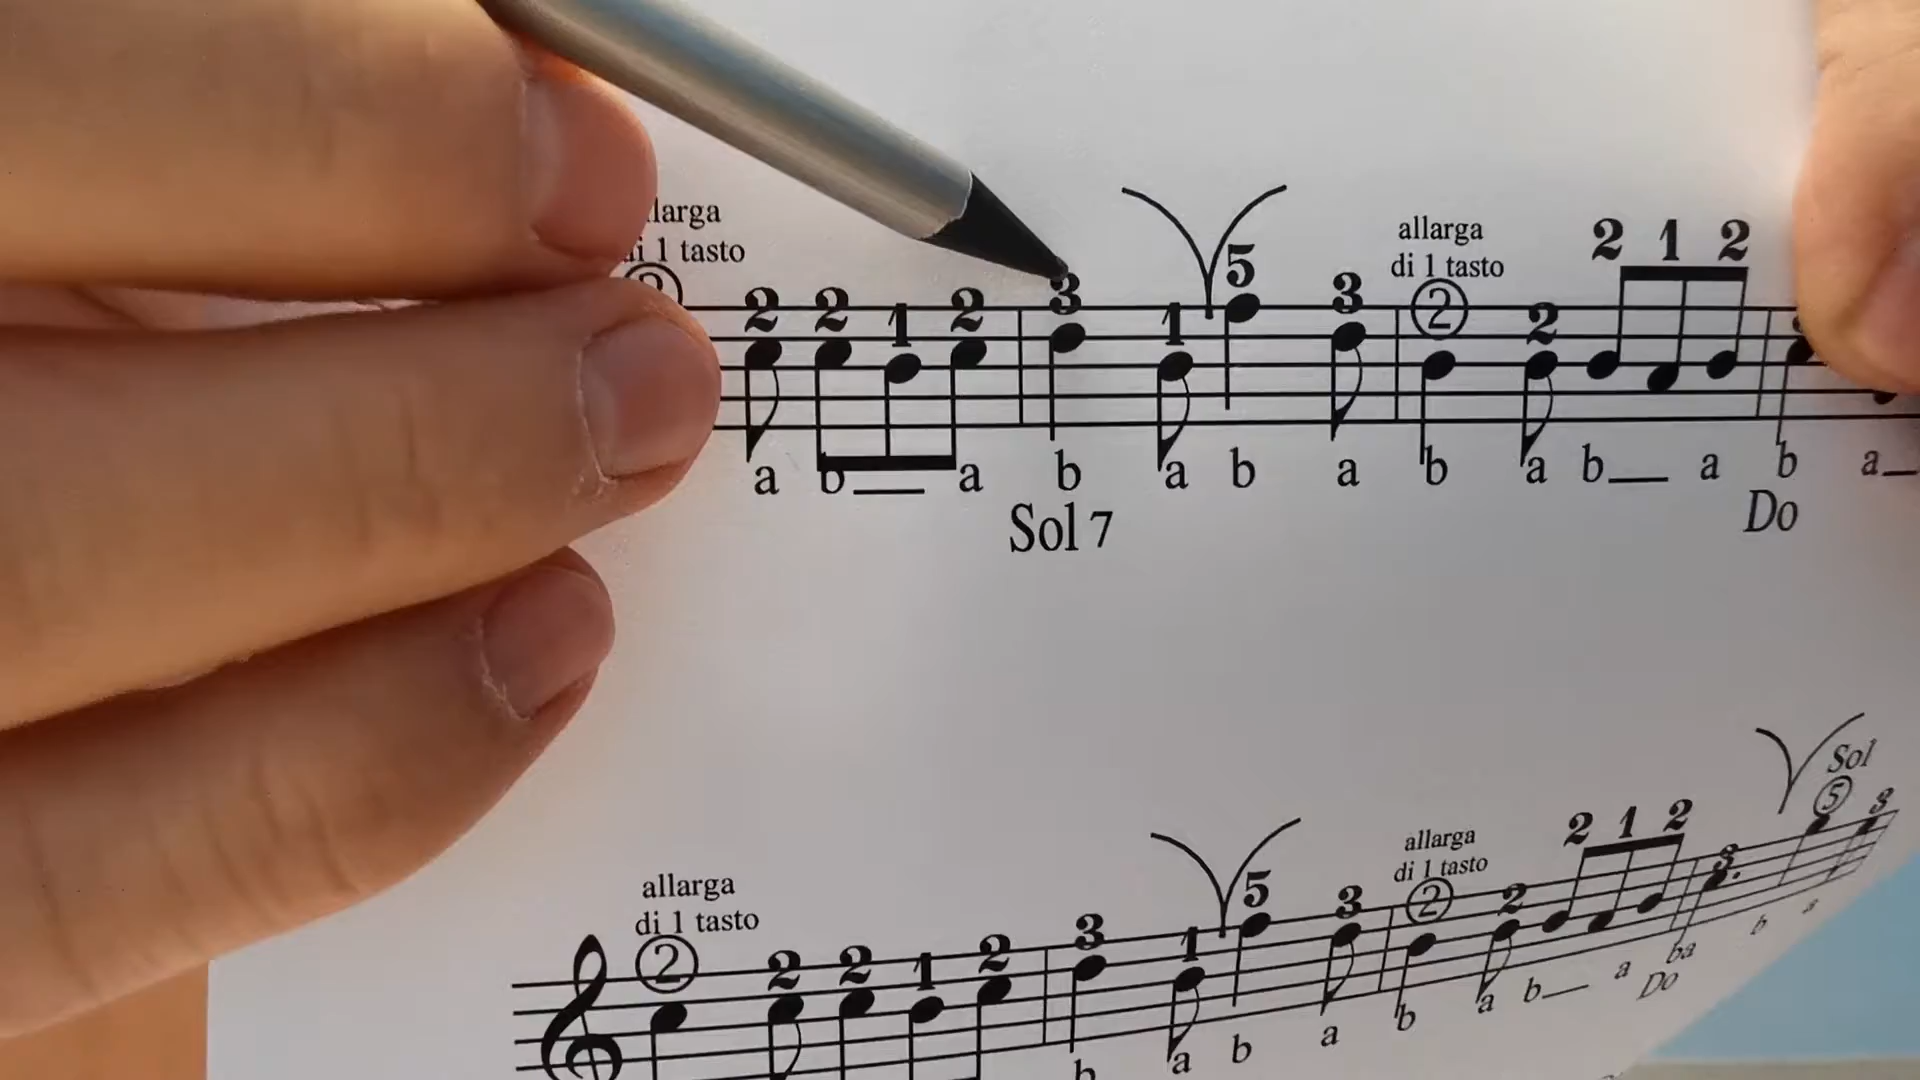 allarga
di 1 tasto
allarga
di 1 tasto
2 1 2
2 2 1 2 3 1 5 3 2 2
a b a b a b a b a b a b a
Sol 7 Do
Sol
allarga
di 1 tasto
allarga
di 1 tasto
2 1 2
5 3
2 2 2 1 2 3 1 5 3 2 2 3
b a b a b a b a ba b a
Do